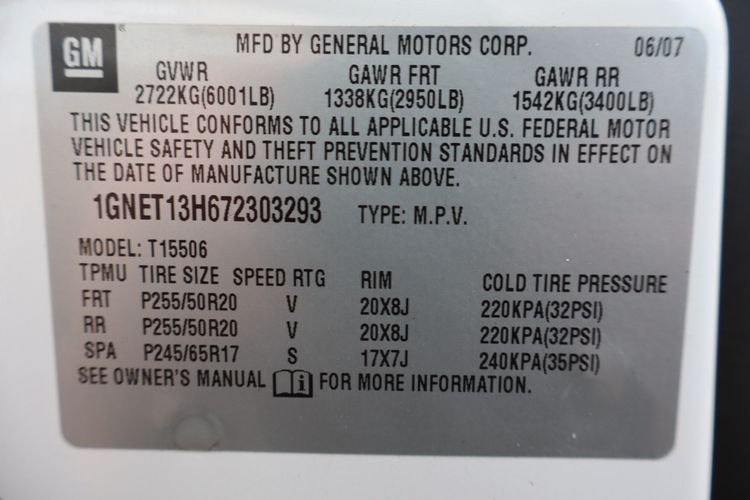 GM
MFD BY GENERAL MOTORS CORP. 06/07
GVWR GAWR FRT GAWR RR
2722KG(6001LB) 1338KG(2950LB) 1542KG(3400LB)
THIS VEHICLE CONFORMS TO ALL APPLICABLE U.S. FEDERAL MOTOR
VEHICLE SAFETY AND THEFT PREVENTION STANDARDS IN EFFECT ON
THE DATE OF MANUFACTURE SHOWN ABOVE.
1GNET13H672303293 TYPE: M.P.V.
MODEL: T15506
TPMU TIRE SIZE SPEED RTG RIM COLD TIRE PRESSURE
FRT P255/50R20 V 20X8J 220KPA(32PSI)
RR P255/50R20 V 20X8J 220KPA(32PSI)
SPA P245/65R17 S 17X7J 240KPA(35PSI)
SEE OWNER'S MANUAL i FOR MORE INFORMATION.